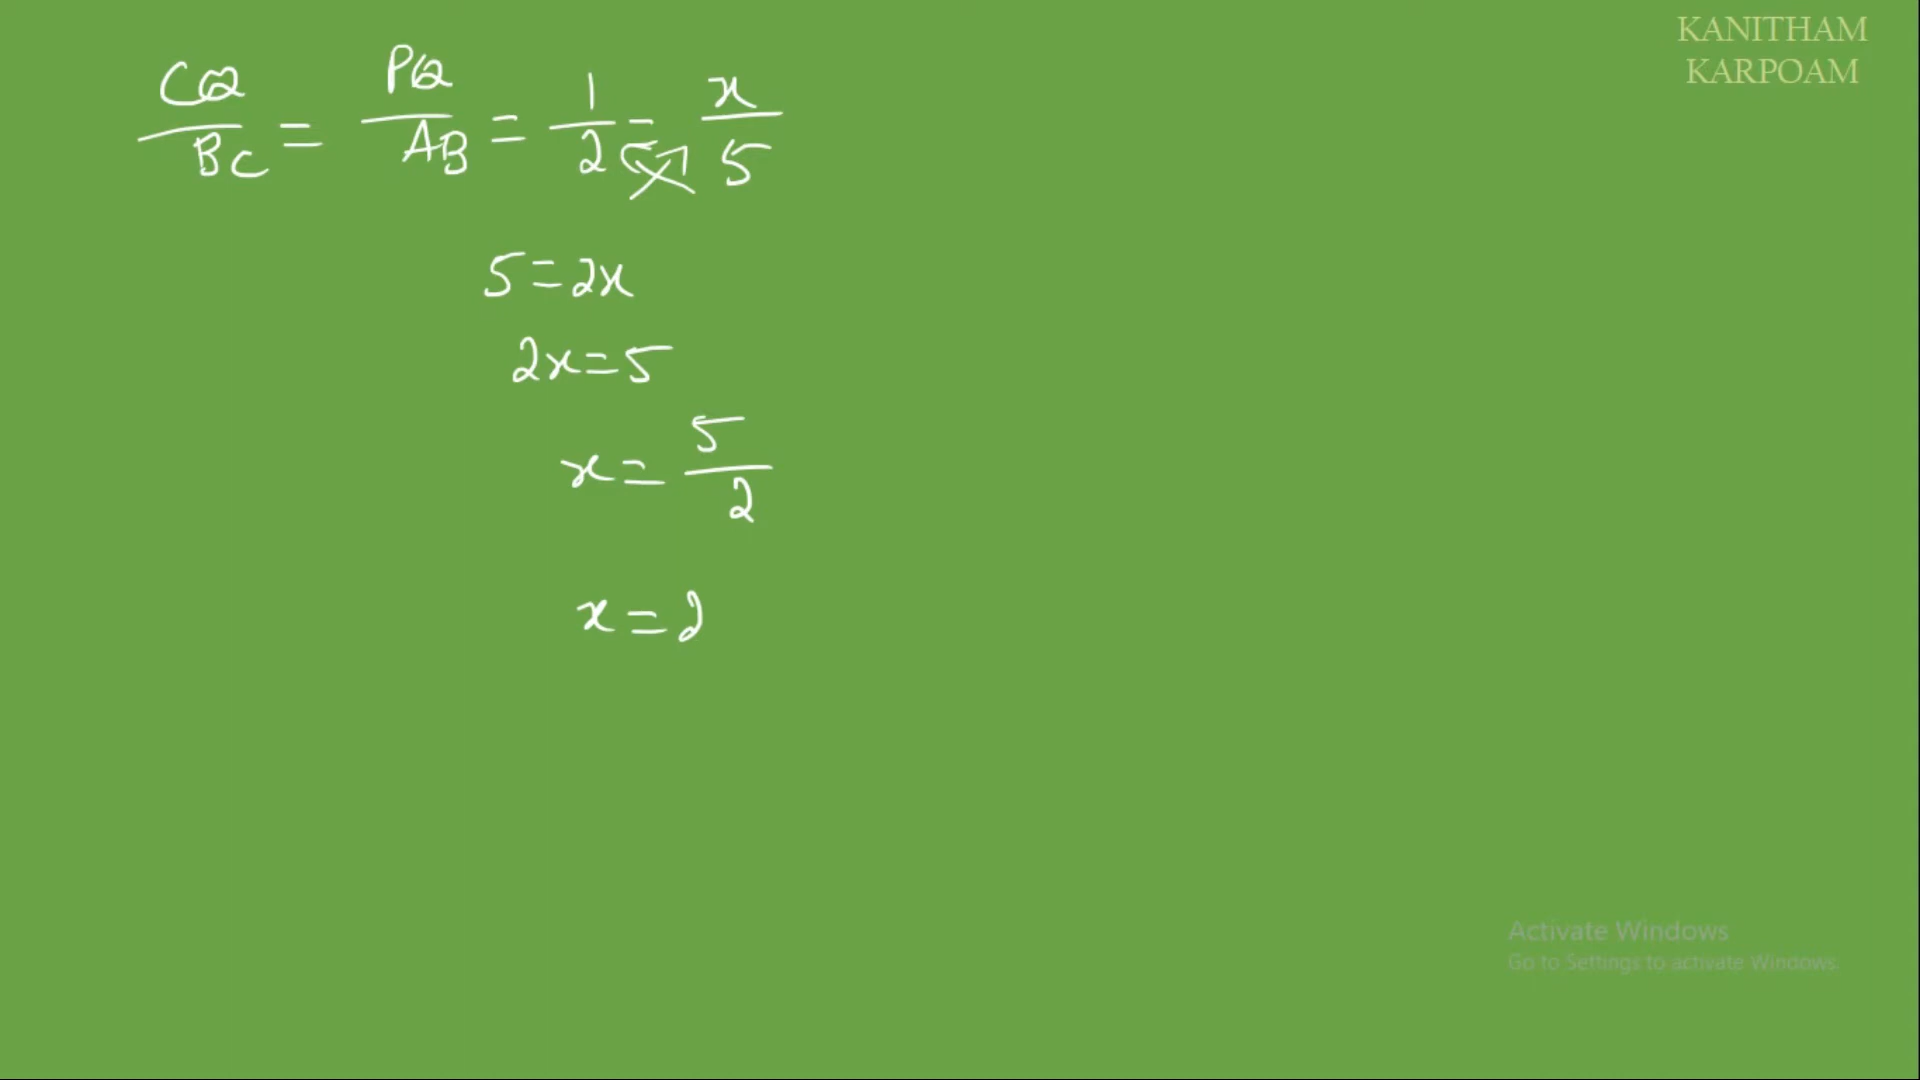 KANITHAM
KARPOAM
CQ/BC = PQ/AB = 1/2 = x/5
5=2x
2x=5
x = 5/2
x = 2
Activate Windows
Go to Settings to activate Windows.